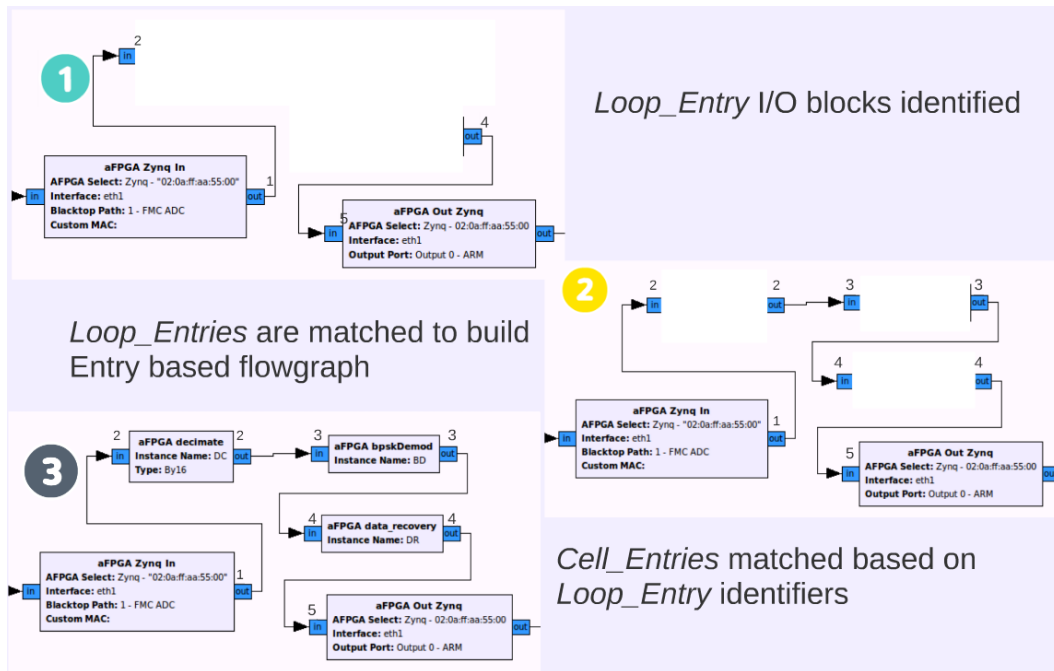 2
in
1
Loop_Entry I/O blocks identified
4
out
aFPGA Zynq In
AFPGA Select: Zynq - "02:0a:ff:aa:55:00"
in
Interface: eth1
out
1
Blacktop Path: 1 - FMC ADC
Custom MAC:
5
aFPGA Out Zynq
AFPGA Select: Zynq - 02:0a:ff:aa:55:00
in
Interface: eth1
out
Output Port: Output 0 - ARM
2
2
in
2
out
3
in
3
out
Loop_Entries are matched to build
Entry based flowgraph
4
in
4
out
aFPGA Zynq In
AFPGA Select: Zynq - "02:0a:ff:aa:55:00"
in
Interface: eth1
out
1
Blacktop Path: 1 - FMC ADC
Custom MAC:
5
aFPGA Out Zynq
AFPGA Select: Zynq - 02:0a:ff:aa:55:00
in
Interface: eth1
out
Output Port: Output 0 - ARM
3
2
in
aFPGA decimate
Instance Name: DC
Type: By16
2
out
3
in
aFPGA bpskDemod
Instance Name: BD
3
out
4
in
aFPGA data_recovery
Instance Name: DR
4
out
aFPGA Zynq In
AFPGA Select: Zynq - "02:0a:ff:aa:55:00"
in
Interface: eth1
out
1
Blacktop Path: 1 - FMC ADC
Custom MAC:
5
aFPGA Out Zynq
AFPGA Select: Zynq - 02:0a:ff:aa:55:00
in
Interface: eth1
out
Output Port: Output 0 - ARM
Cell_Entries matched based on
Loop_Entry identifiers